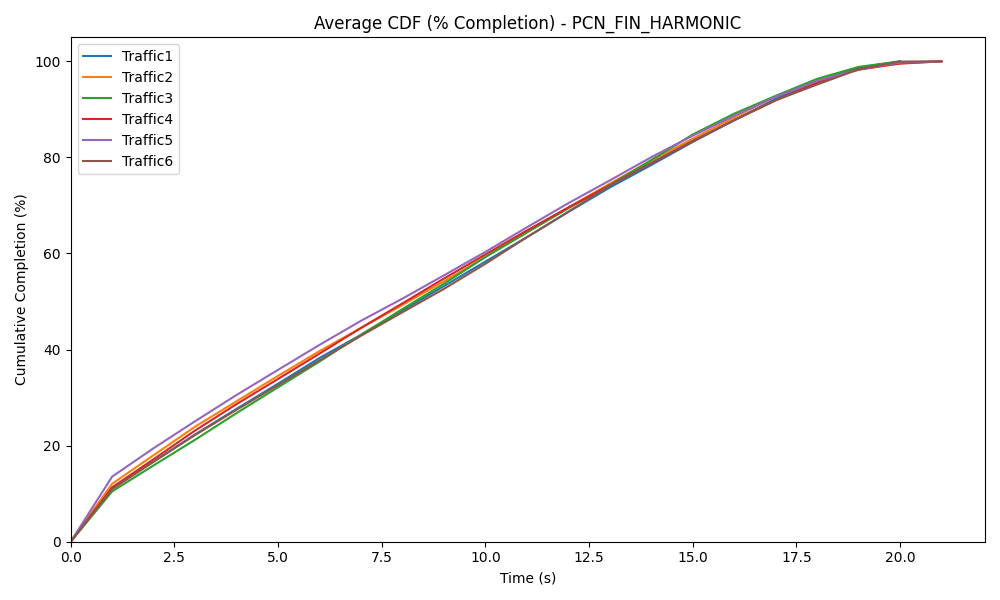 Average CDF (% Completion) - PCN_FIN_HARMONIC
Cumulative Completion (%)
100
80
60
40
20
0
Traffic1
Traffic2
Traffic3
Traffic4
Traffic5
Traffic6
0.0 2.5 5.0 7.5 10.0 12.5 15.0 17.5 20.0
Time (s)